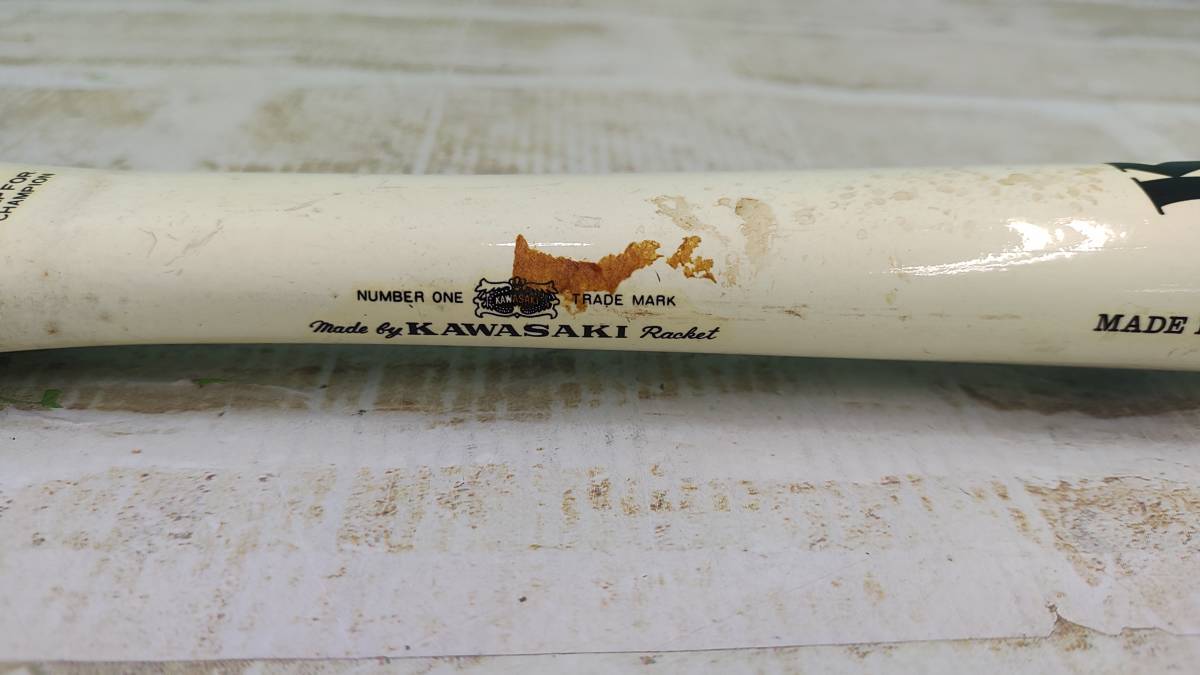 FOR
CHAMPION
NUMBER ONE KAWASAKI TRADE MARK
Made by KAWASAKI Racket
MADE